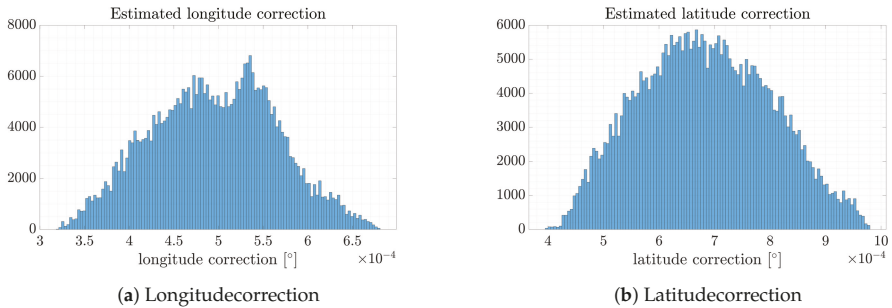 Estimated longitude correction
8000
6000
4000
2000
0
3 3.5 4 4.5 5 5.5 6 6.5
longitude correction [°] ×10⁻⁴
(a) Longitudecorrection
Estimated latitude correction
6000
5000
4000
3000
2000
1000
0
4 5 6 7 8 9 10
latitude correction [°] ×10⁻⁴
(b) Latitudecorrection